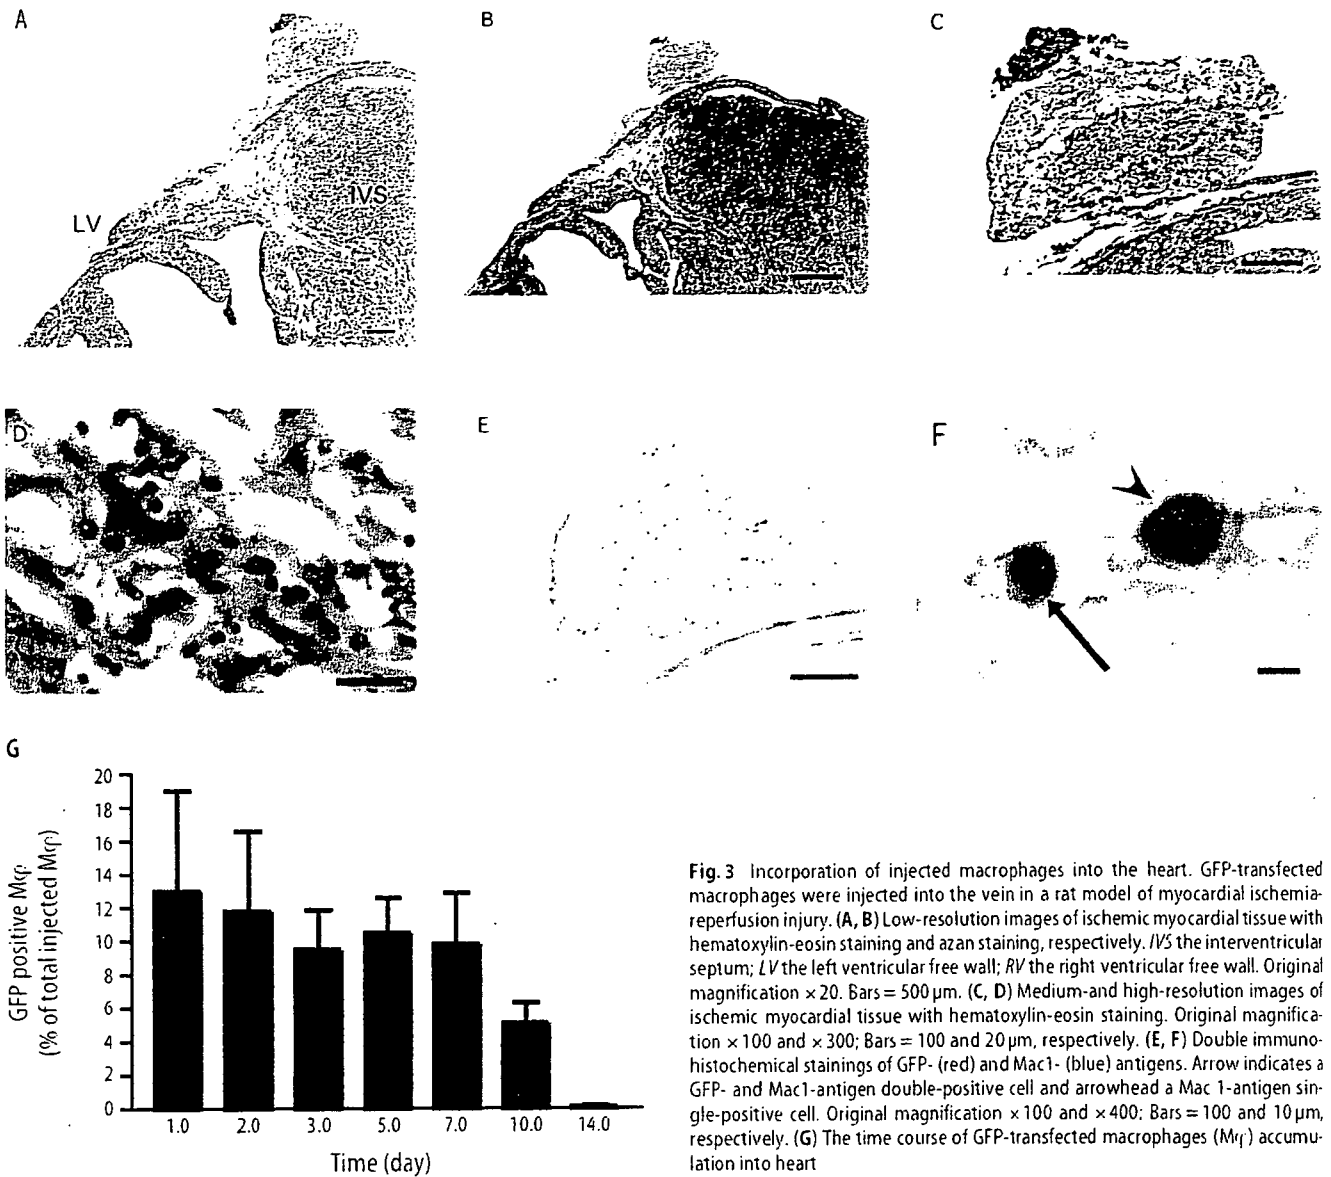 A
B
C
LV
IVS
D
E
F
G
20
18
16
14
12
10
8
6
4
2
0
GFP positive Mφ
(% of total injected Mφ)
1.0 2.0 3.0 5.0 7.0 10.0 14.0
Time (day)
Fig. 3 Incorporation of injected macrophages into the heart. GFP-transfected
macrophages were injected into the vein in a rat model of myocardial ischemia-
reperfusion injury. (A, B) Low-resolution images of ischemic myocardial tissue with
hematoxylin-eosin staining and azan staining, respectively. IVS the interventricular
septum; LV the left ventricular free wall; RV the right ventricular free wall. Original
magnification × 20. Bars = 500 µm. (C, D) Medium-and high-resolution images of
ischemic myocardial tissue with hematoxylin-eosin staining. Original magnifica-
tion × 100 and × 300; Bars = 100 and 20 µm, respectively. (E, F) Double immuno-
histochemical stainings of GFP- (red) and Mac1- (blue) antigens. Arrow indicates a
GFP- and Mac1-antigen double-positive cell and arrowhead a Mac 1-antigen sin-
gle-positive cell. Original magnification × 100 and × 400; Bars = 100 and 10 µm,
respectively. (G) The time course of GFP-transfected macrophages (Mφ) accumu-
lation into heart